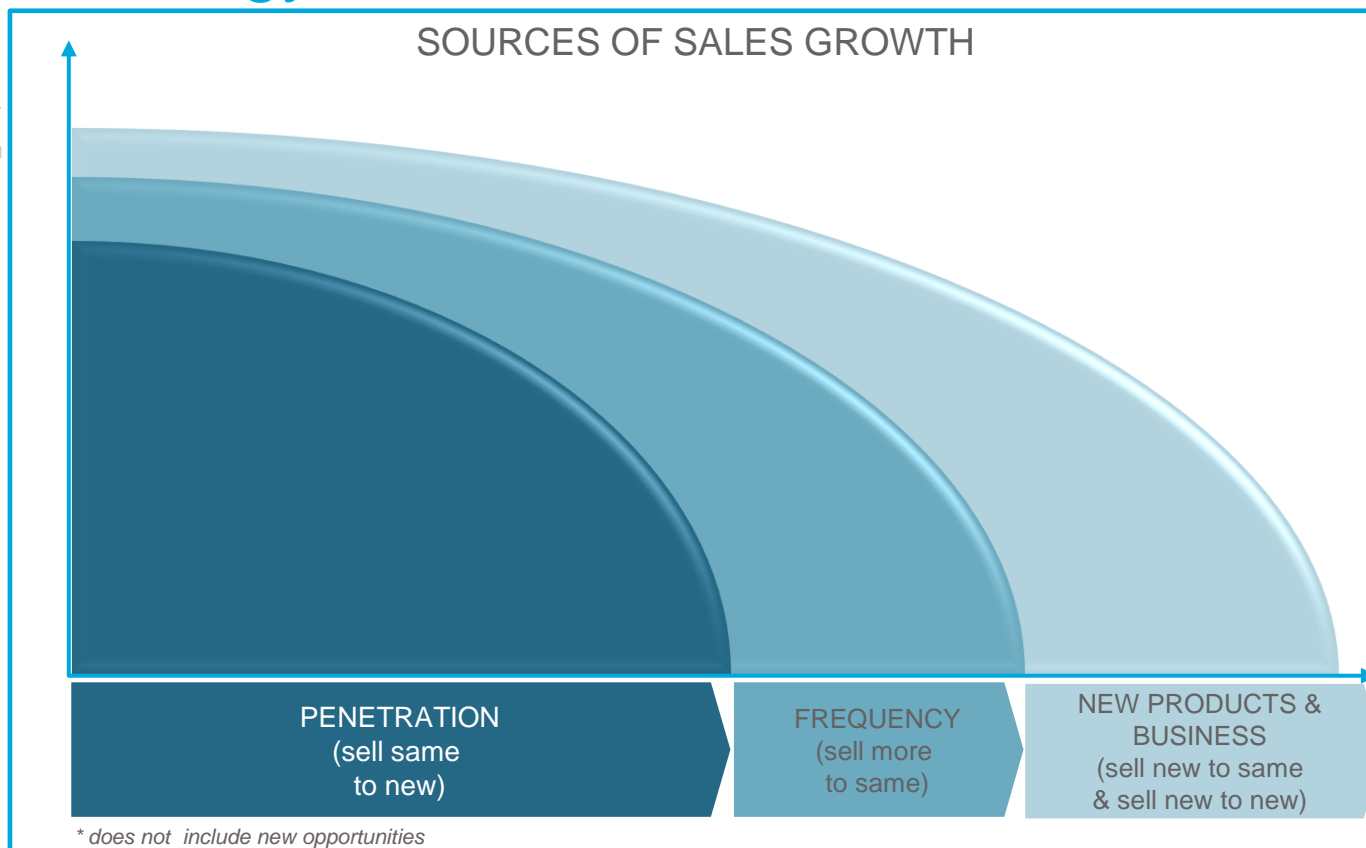 SOURCES OF SALES GROWTH
PENETRATION
(sell same
to new)
FREQUENCY
(sell more
to same)
NEW PRODUCTS &
BUSINESS
(sell new to same
& sell new to new)
* does not  include new opportunities